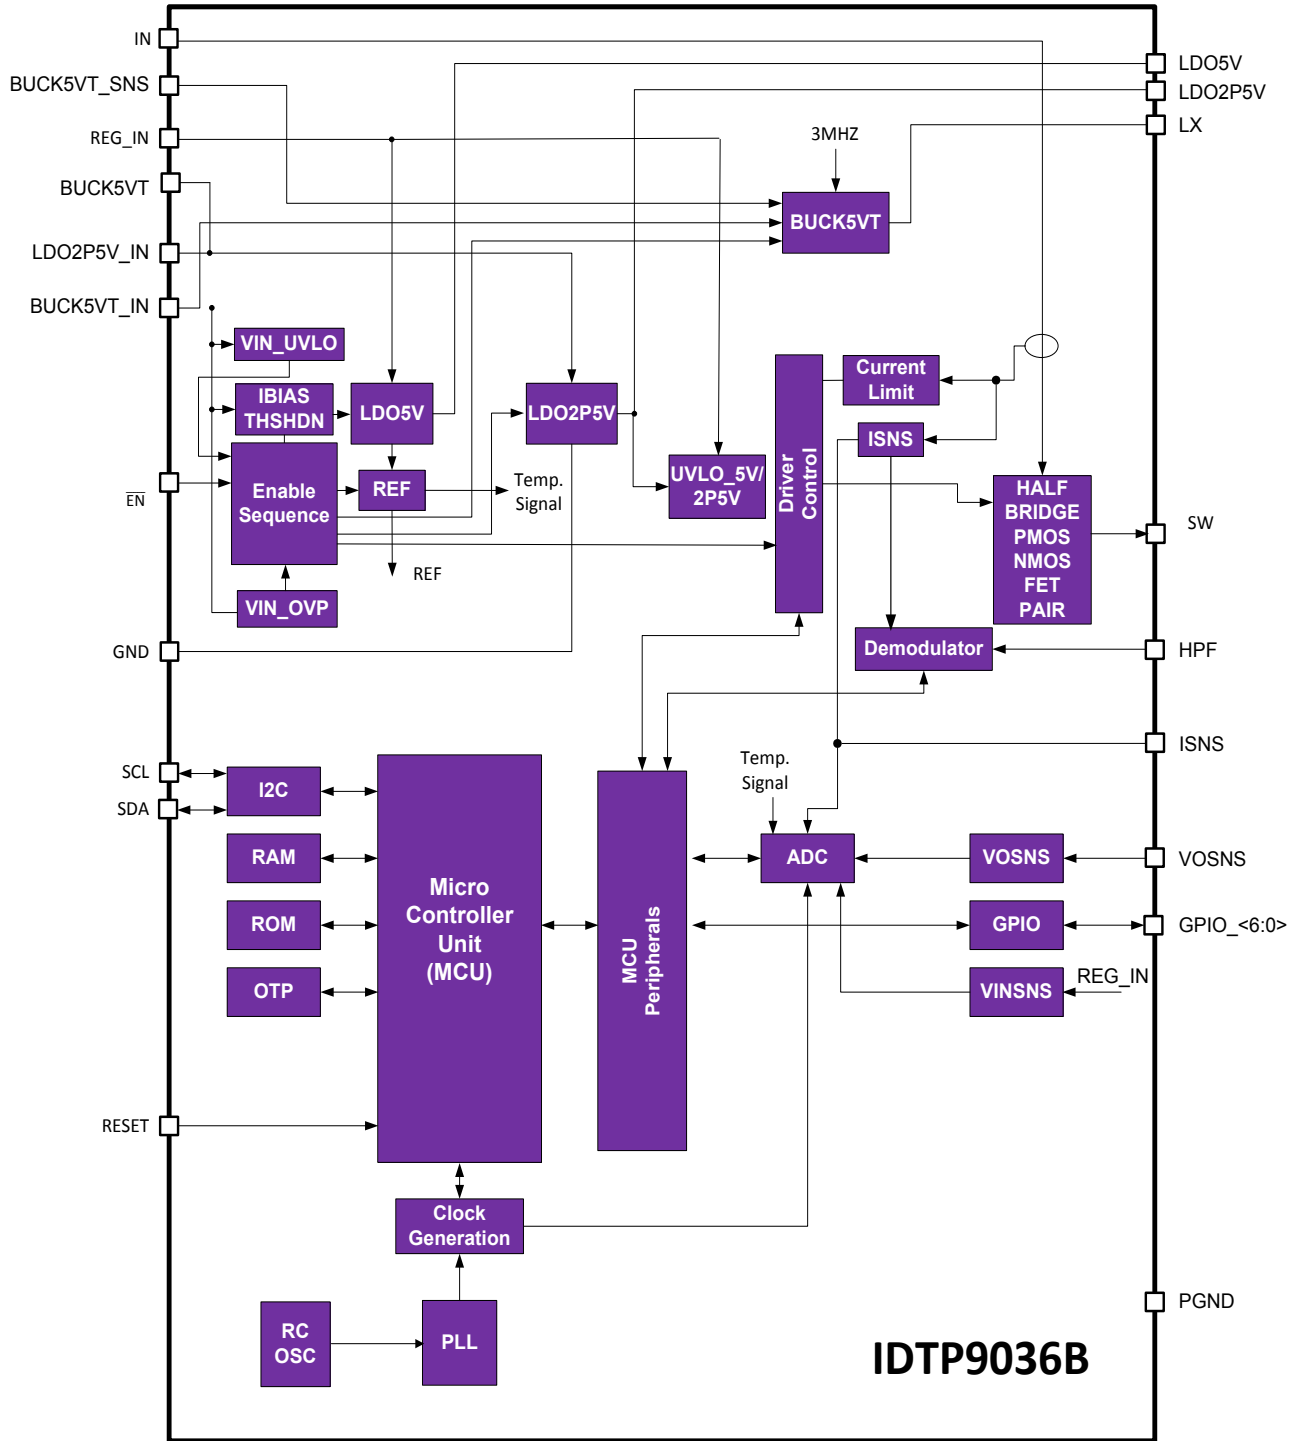 IN
BUCK5VT_SNS
REG_IN
BUCK5VT
LDO2P5V_IN
BUCK5VT_IN
EN
GND
SCL
SDA
RESET
LDO5V
LDO2P5V
LX
SW
HPF
ISNS
VOSNS
GPIO_<6:0>
PGND
3MHZ
BUCK5VT
VIN_UVLO
IBIAS
THSHDN
LDO5V
LDO2P5V
Enable
Sequence
REF
Temp.
Signal
REF
VIN_OVP
UVLO_5V/
2P5V
Driver
Control
Current
Limit
ISNS
HALF
BRIDGE
PMOS
NMOS
FET
PAIR
Demodulator
I2C
RAM
ROM
OTP
Micro
Controller
Unit
(MCU)
MCU
Peripherals
Temp.
Signal
ADC
VOSNS
GPIO
VINSNS
REG_IN
Clock
Generation
RC
OSC
PLL
IDTP9036B